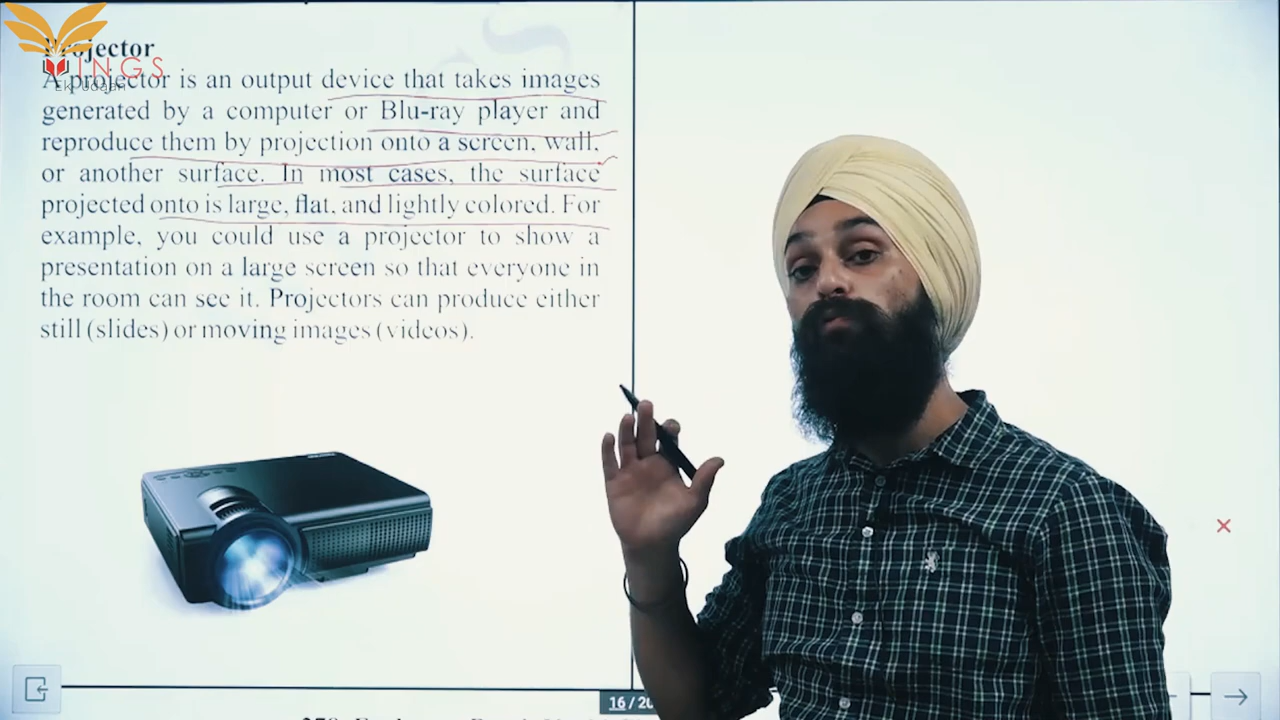 Projector
WINGS
Ek Udaan
A projector is an output device that takes images
generated by a computer or Blu-ray player and
reproduce them by projection onto a screen, wall,
or another surface. In most cases, the surface
projected onto is large, flat, and lightly colored. For
example, you could use a projector to show a
presentation on a large screen so that everyone in
the room can see it. Projectors can produce either
still (slides) or moving images (videos).
16 / 20